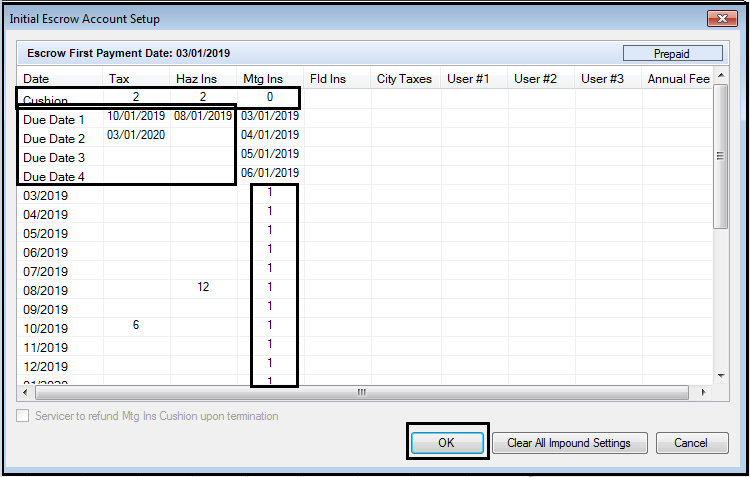 Initial Escrow Account Setup
Escrow First Payment Date: 03/01/2019 Prepaid
Date Tax Haz Ins Mtg Ins Fld Ins City Taxes User #1 User #2 User #3 Annual Fee
Cushion 2 2 0
Due Date 1 10/01/2019 08/01/2019 03/01/2019
Due Date 2 03/01/2020 04/01/2019
Due Date 3 05/01/2019
Due Date 4 06/01/2019
03/2019 1
04/2019 1
05/2019 1
06/2019 1
07/2019 1
08/2019 12 1
09/2019 1
10/2019 6 1
11/2019 1
12/2019 1
01/2020 1
Servicer to refund Mtg Ins Cushion upon termination
OK Clear All Impound Settings Cancel